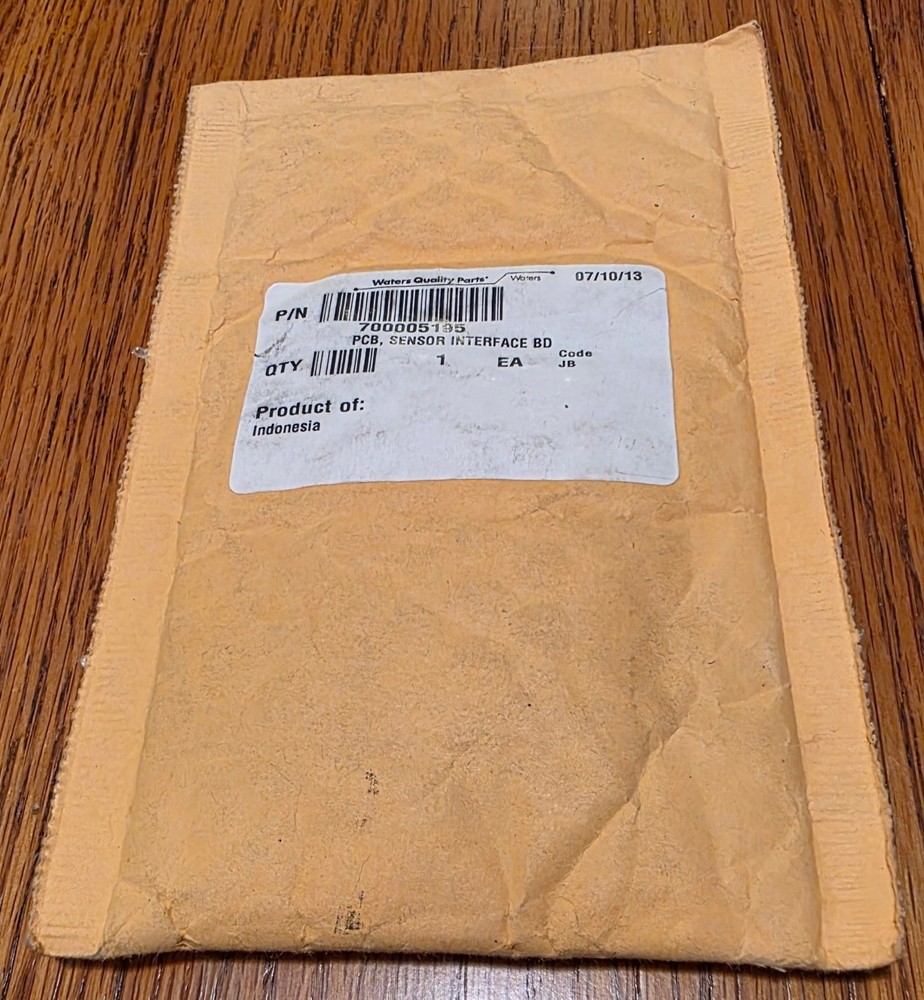 Waters Quality Parts® Waters 07/10/13
P/N
700005195
PCB, SENSOR INTERFACE BD
QTY 1 EA Code
JB
Product of:
Indonesia